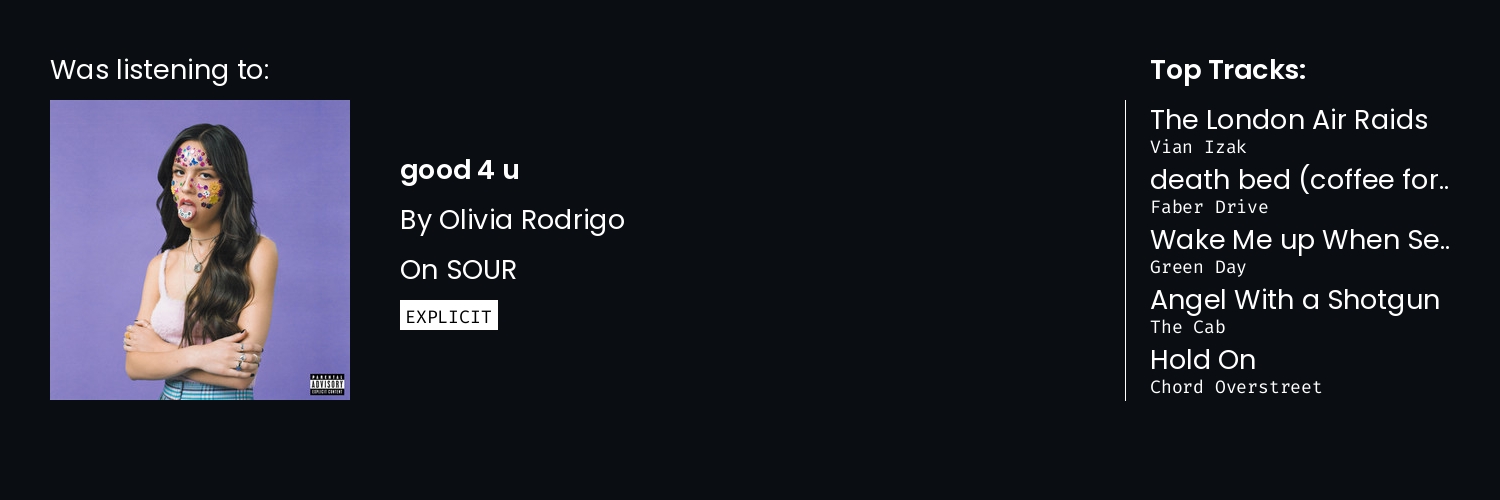 Was listening to:
good 4 u
By Olivia Rodrigo
On SOUR
EXPLICIT
PARENTAL
ADVISORY
EXPLICIT CONTENT
Top Tracks:
The London Air Raids
Vian Izak
death bed (coffee for..
Faber Drive
Wake Me up When Se..
Green Day
Angel With a Shotgun
The Cab
Hold On
Chord Overstreet